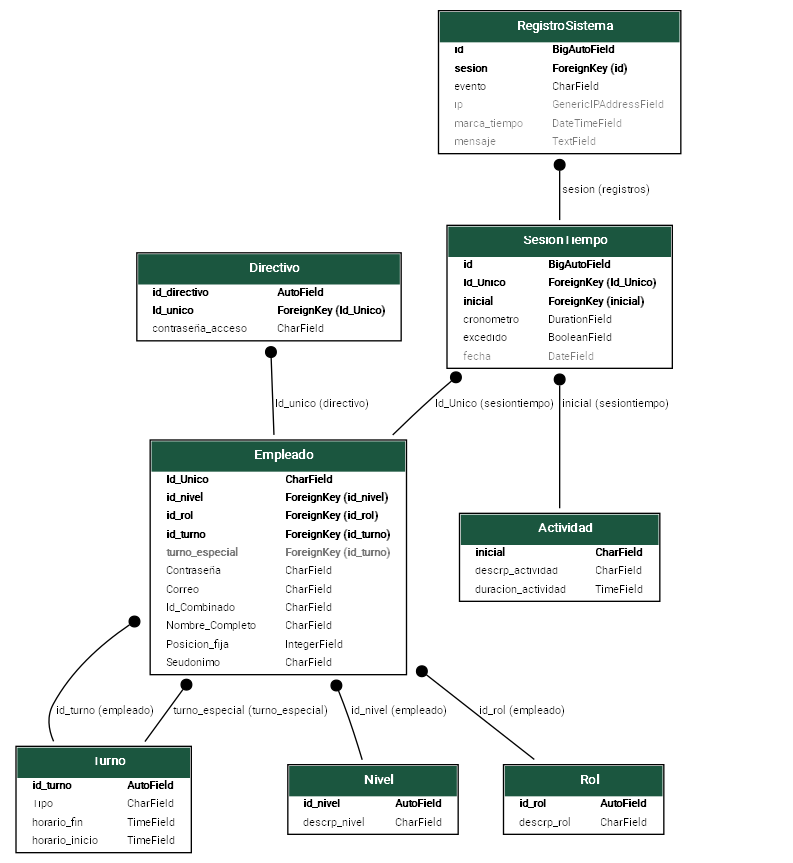 RegistroSistema
id BigAutoField
sesion ForeignKey (id)
evento CharField
ip GenericIPAddressField
marca_tiempo DateTimeField
mensaje TextField
sesion (registros)
SesionTiempo
id BigAutoField
Id_Unico ForeignKey (Id_Unico)
inicial ForeignKey (inicial)
cronometro DurationField
excedido BooleanField
fecha DateField
Directivo
id_directivo AutoField
Id_unico ForeignKey (Id_Unico)
contraseña_acceso CharField
Id_unico (directivo)
Id_Unico (sesiontiempo)
inicial (sesiontiempo)
Empleado
Id_Unico CharField
id_nivel ForeignKey (id_nivel)
id_rol ForeignKey (id_rol)
id_turno ForeignKey (id_turno)
turno_especial ForeignKey (id_turno)
Contraseña CharField
Correo CharField
Id_Combinado CharField
Nombre_Completo CharField
Posicion_fija IntegerField
Seudonimo CharField
Actividad
inicial CharField
descrp_actividad CharField
duracion_actividad TimeField
id_turno (empleado)
turno_especial (turno_especial)
id_nivel (empleado)
id_rol (empleado)
Turno
id_turno AutoField
Tipo CharField
horario_fin TimeField
horario_inicio TimeField
Nivel
id_nivel AutoField
descrp_nivel CharField
Rol
id_rol AutoField
descrp_rol CharField